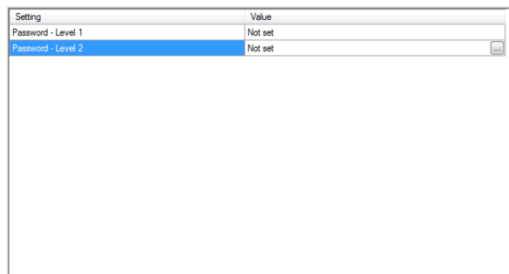 Setting Value
Password - Level 1 Not set
Password - Level 2 Not set ...